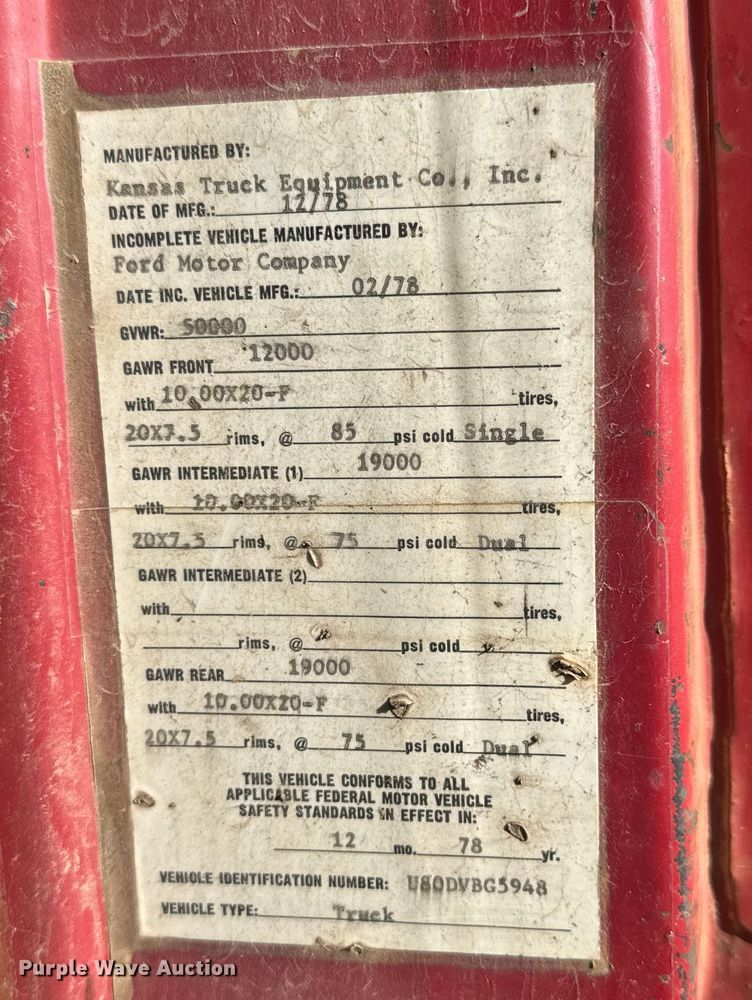 MANUFACTURED BY:
Kansas Truck Equipment Co., Inc.
DATE OF MFG.: 12/78
INCOMPLETE VEHICLE MANUFACTURED BY:
Ford Motor Company
DATE INC. VEHICLE MFG.: 02/78
GVWR: 50000
GAWR FRONT 12000
with 10.00X20-F tires,
20X7.5 rims, @ 85 psi cold Single
GAWR INTERMEDIATE (1) 19000
with 10.00X20-F tires,
20X7.5 rims, @ 75 psi cold Dual
GAWR INTERMEDIATE (2)
with tires,
rims, @ psi cold
GAWR REAR 19000
with 10.00X20-F tires,
20X7.5 rims, @ 75 psi cold Dual
THIS VEHICLE CONFORMS TO ALL
APPLICABLE FEDERAL MOTOR VEHICLE
SAFETY STANDARDS IN EFFECT IN:
12 mo. 78 yr.
VEHICLE IDENTIFICATION NUMBER: U80DVBG5948
VEHICLE TYPE: Truck
Purple Wave Auction